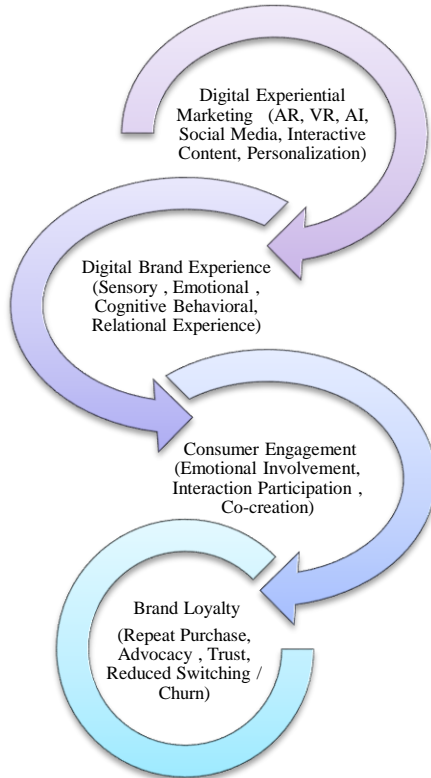 Digital Experiential
Marketing (AR, VR, AI,
Social Media, Interactive
Content, Personalization)
Digital Brand Experience
(Sensory , Emotional ,
Cognitive Behavioral,
Relational Experience)
Consumer Engagement
(Emotional Involvement,
Interaction Participation ,
Co-creation)
Brand Loyalty
(Repeat Purchase,
Advocacy , Trust,
Reduced Switching /
Churn)